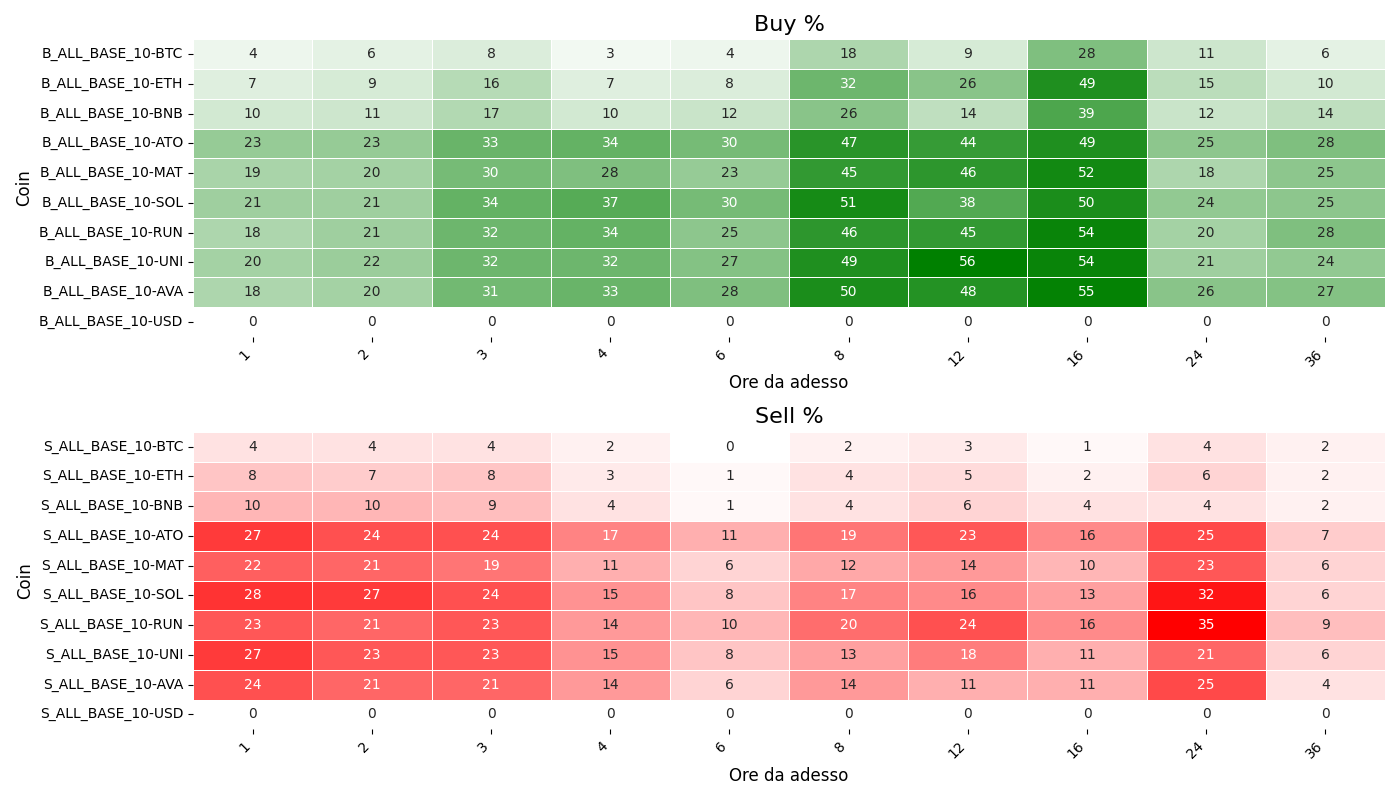 Buy %
Coin
B_ALL_BASE_10-BTC 4 6 8 3 4 18 9 28 11 6
B_ALL_BASE_10-ETH 7 9 16 7 8 32 26 49 15 10
B_ALL_BASE_10-BNB 10 11 17 10 12 26 14 39 12 14
B_ALL_BASE_10-ATO 23 23 33 34 30 47 44 49 25 28
B_ALL_BASE_10-MAT 19 20 30 28 23 45 46 52 18 25
B_ALL_BASE_10-SOL 21 21 34 37 30 51 38 50 24 25
B_ALL_BASE_10-RUN 18 21 32 34 25 46 45 54 20 28
B_ALL_BASE_10-UNI 20 22 32 32 27 49 56 54 21 24
B_ALL_BASE_10-AVA 18 20 31 33 28 50 48 55 26 27
B_ALL_BASE_10-USD 0 0 0 0 0 0 0 0 0 0
1 2 3 4 6 8 12 16 24 36
Ore da adesso
Sell %
Coin
S_ALL_BASE_10-BTC 4 4 4 2 0 2 3 1 4 2
S_ALL_BASE_10-ETH 8 7 8 3 1 4 5 2 6 2
S_ALL_BASE_10-BNB 10 10 9 4 1 4 6 4 4 2
S_ALL_BASE_10-ATO 27 24 24 17 11 19 23 16 25 7
S_ALL_BASE_10-MAT 22 21 19 11 6 12 14 10 23 6
S_ALL_BASE_10-SOL 28 27 24 15 8 17 16 13 32 6
S_ALL_BASE_10-RUN 23 21 23 14 10 20 24 16 35 9
S_ALL_BASE_10-UNI 27 23 23 15 8 13 18 11 21 6
S_ALL_BASE_10-AVA 24 21 21 14 6 14 11 11 25 4
S_ALL_BASE_10-USD 0 0 0 0 0 0 0 0 0 0
1 2 3 4 6 8 12 16 24 36
Ore da adesso